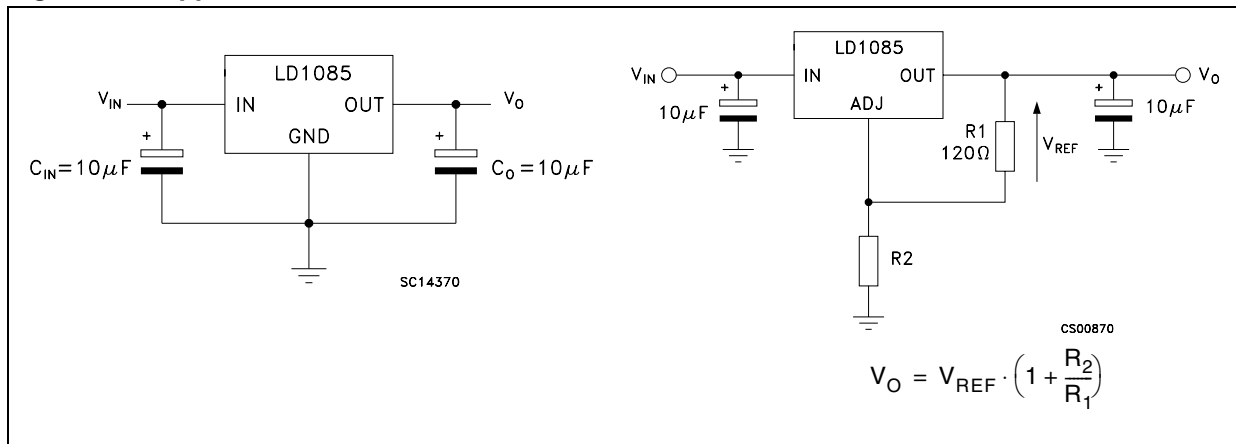 LD1085
V_IN
IN
OUT
V_O
GND
+
+
C_IN=10μF
C_O=10μF
SC14370
LD1085
V_IN
IN
OUT
V_O
ADJ
+
10μF
R1
120Ω
V_REF
+
10μF
R2
CS00870
V_O = V_REF · (1 + R_2/R_1)